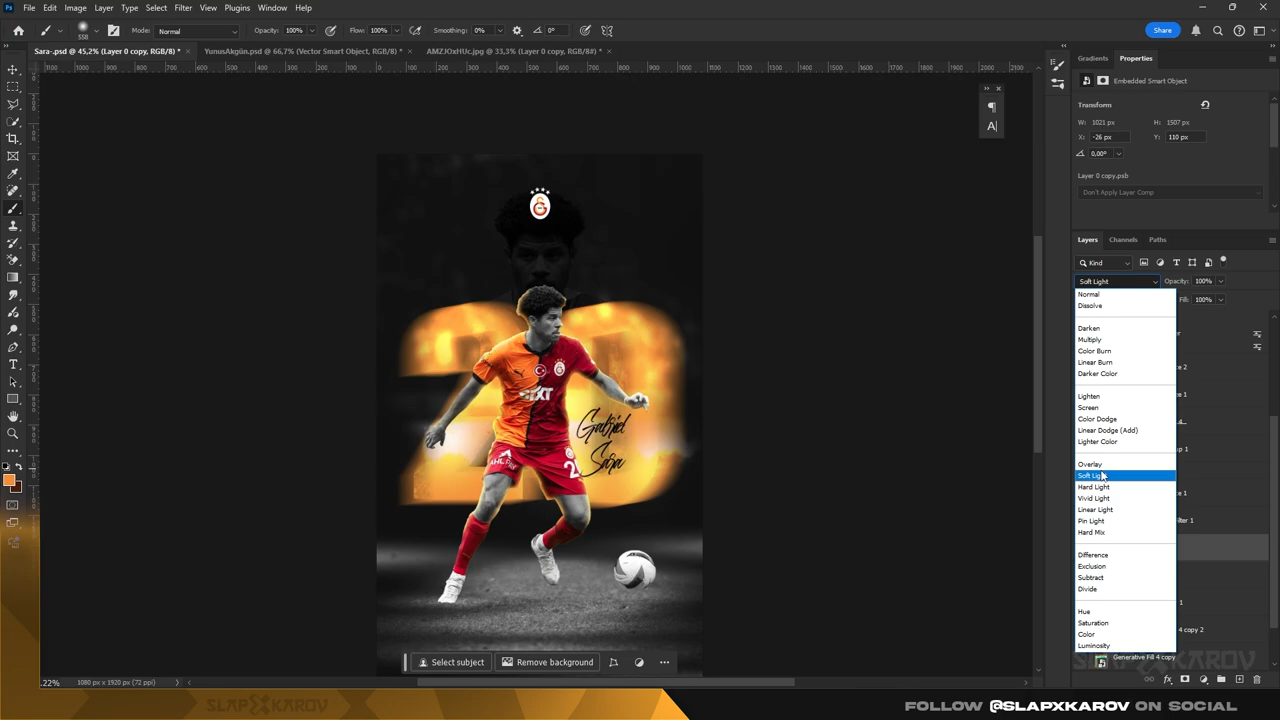 File Edit Image Layer Type Select Filter View Plugins Window Help
558 Mode: Normal Opacity: 100% Flow: 100% Smoothing: 0% 0° Share
Sara-.psd @ 45,2% (Layer 0 copy, RGB/8) * × YunusAkgün.psd @ 66,7% (Vector Smart Object, RGB/8) * × AMZJOxHUc.jpg @ 33,3% (Layer 0 copy, RGB/8#) * ×
Gradients Properties
Embedded Smart Object
Transform
W: 1021 px H: 1507 px
X: -26 px Y: 110 px
0,00°
Layer 0 copy.psb
Don't Apply Layer Comp
Layers Channels Paths
Kind
Soft Light Opacity: 100%
Fill: 100%
Normal
Dissolve
Darken
Multiply
Color Burn
Linear Burn
Darker Color
Lighten
Screen
Color Dodge
Linear Dodge (Add)
Lighter Color
Overlay
Soft Light
Hard Light
Vivid Light
Linear Light
Pin Light
Hard Mix
Difference
Exclusion
Subtract
Divide
Hue
Saturation
Color
Luminosity
4 copy 2
Generative Fill 4 copy
20
SIXT
Gabriel
Sara
Select subject Remove background
1080 px x 1920 px (72 ppi)
SLAPXKAROV
SLAPXKAROV
FOLLOW @SLAPXKAROV ON SOCIAL